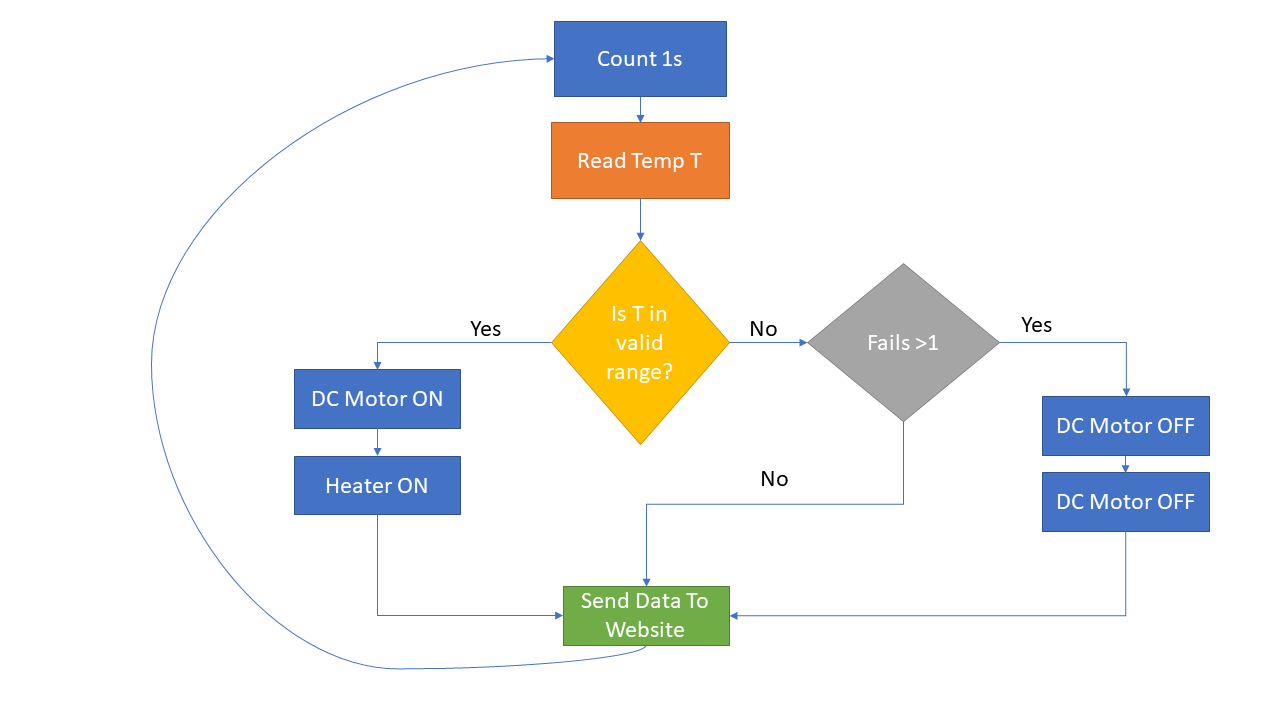 Count 1s
Read Temp T
Is T in
valid
range?
Yes
No
Fails >1
Yes
DC Motor ON
Heater ON
No
DC Motor OFF
DC Motor OFF
Send Data To
Website